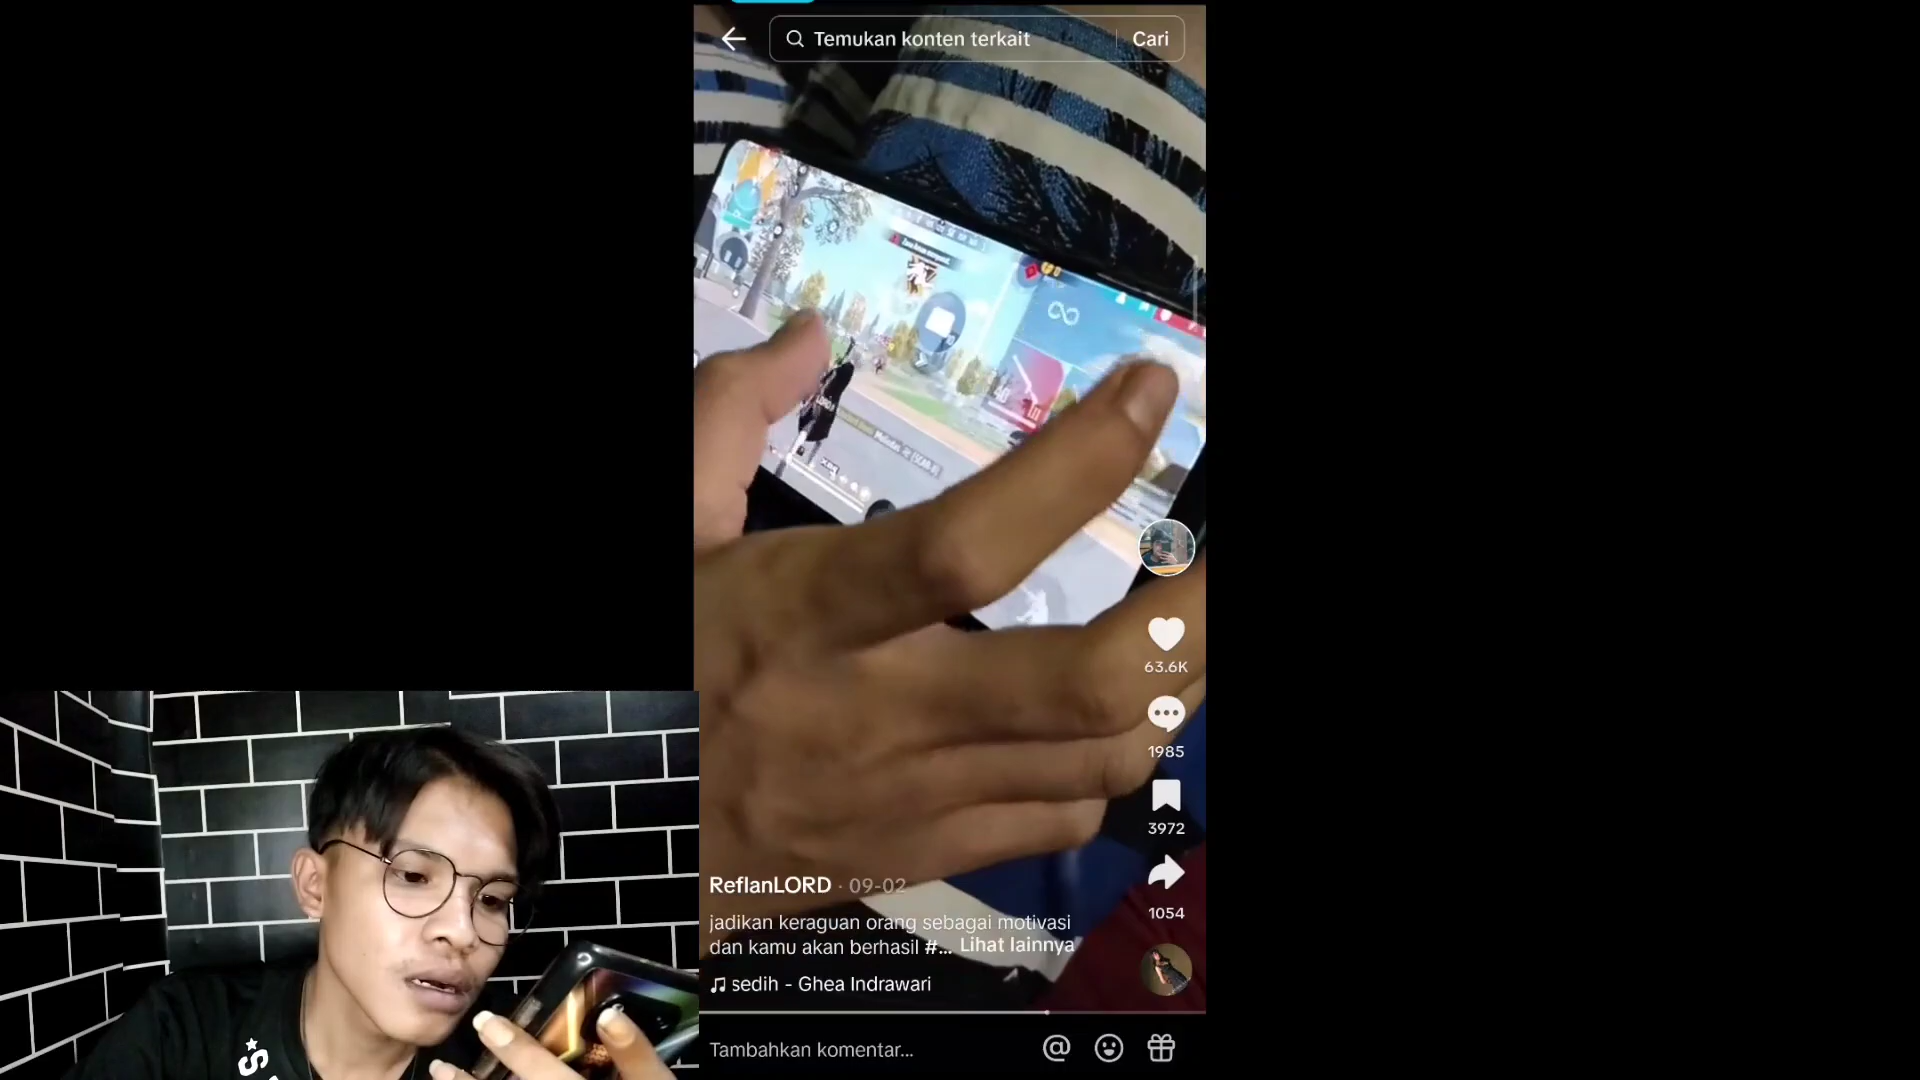 Temukan konten terkait
Cari
63.6K
1985
3972
1054
ReflanLORD · 09-02
jadikan keraguan orang sebagai motivasi
dan kamu akan berhasil #... Lihat lainnya
sedih - Ghea Indrawari
Tambahkan komentar...